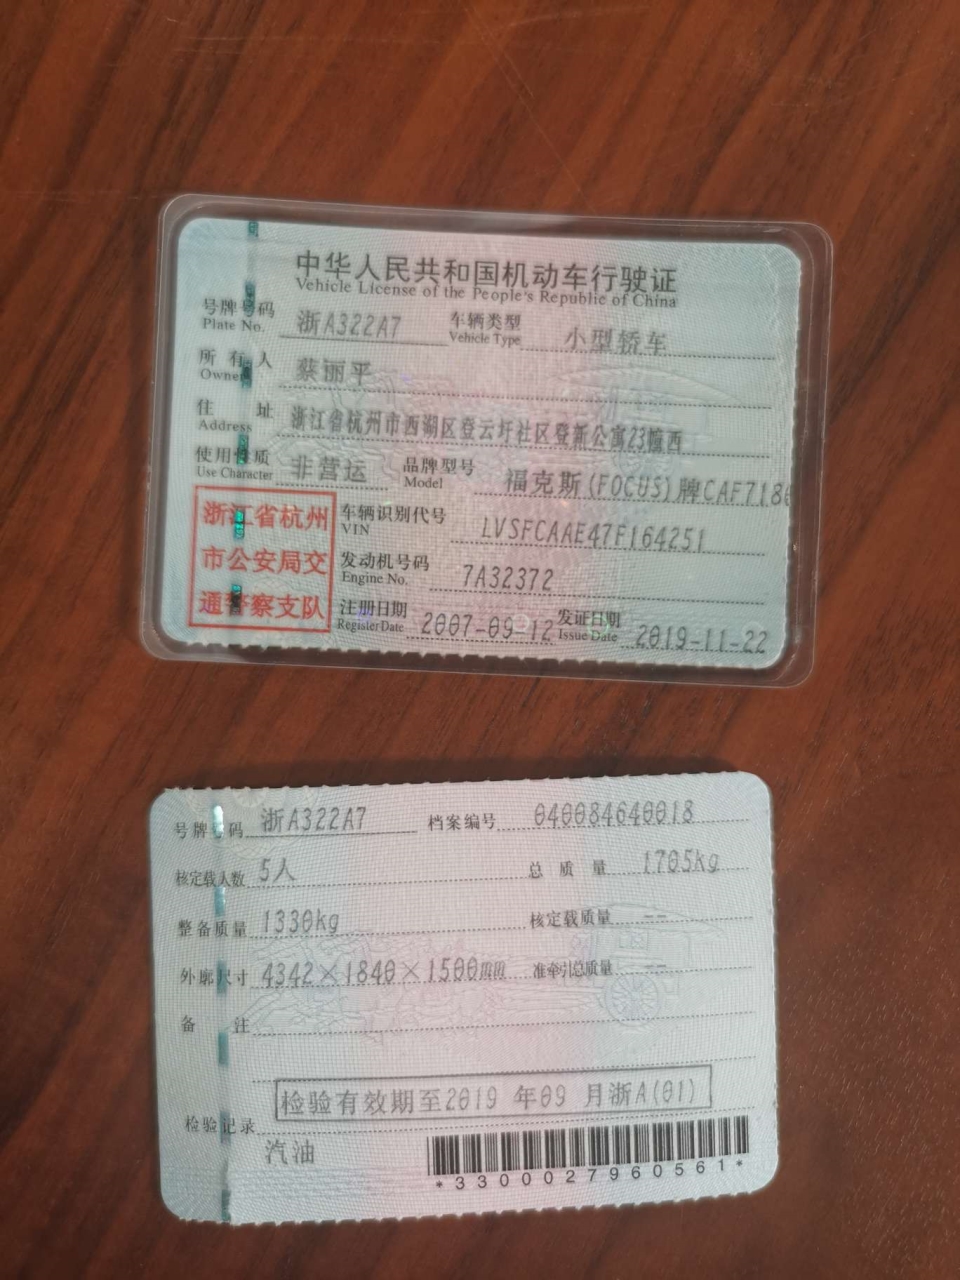 中华人民共和国机动车行驶证
Vehicle License of the People's Republic of China
号牌号码 浙A322A7 车辆类型 小型轿车
Plate No. Vehicle Type
所有人 蔡丽平
Owner
住址 浙江省杭州市西湖区登云圩社区登新公寓23幢西
Address
使用性质 非营运 品牌型号 福克斯(FOCUS)牌CAF7180
Use Character Model
浙江省杭州
市公安局交
通警察支队
车辆识别代号 LVSFCAAE47F164251
VIN
发动机号码 7A32372
Engine No.
注册日期 2007-09-12 发证日期 2019-11-22
Register Date Issue Date
号牌号码 浙A322A7 档案编号 040084640018
核定载人数 5人 总质量 1705kg
整备质量 1330kg 核定载质量 --
外廓尺寸 4342×1840×1500mm 准牵引总质量 --
备注
检验有效期至2019 年09 月浙A(01)
检验记录
汽油
*3300027960561*